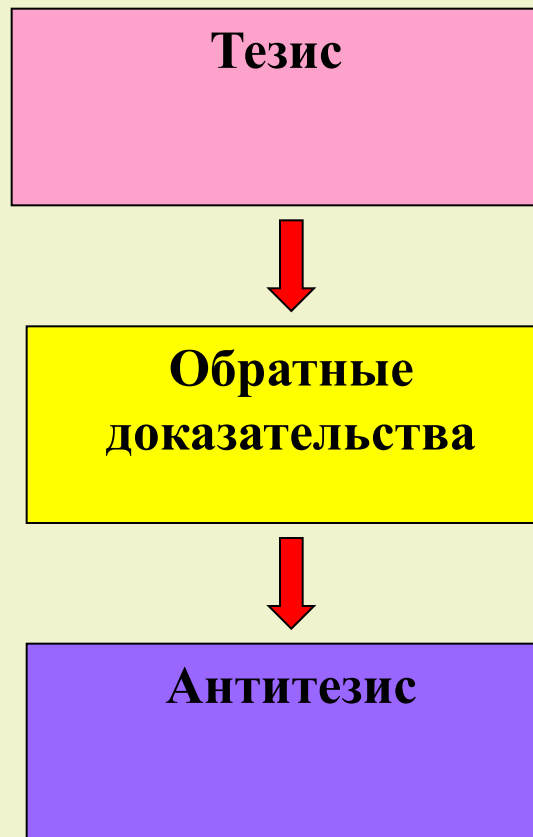 Тезис
Обратные
доказательства
Антитезис